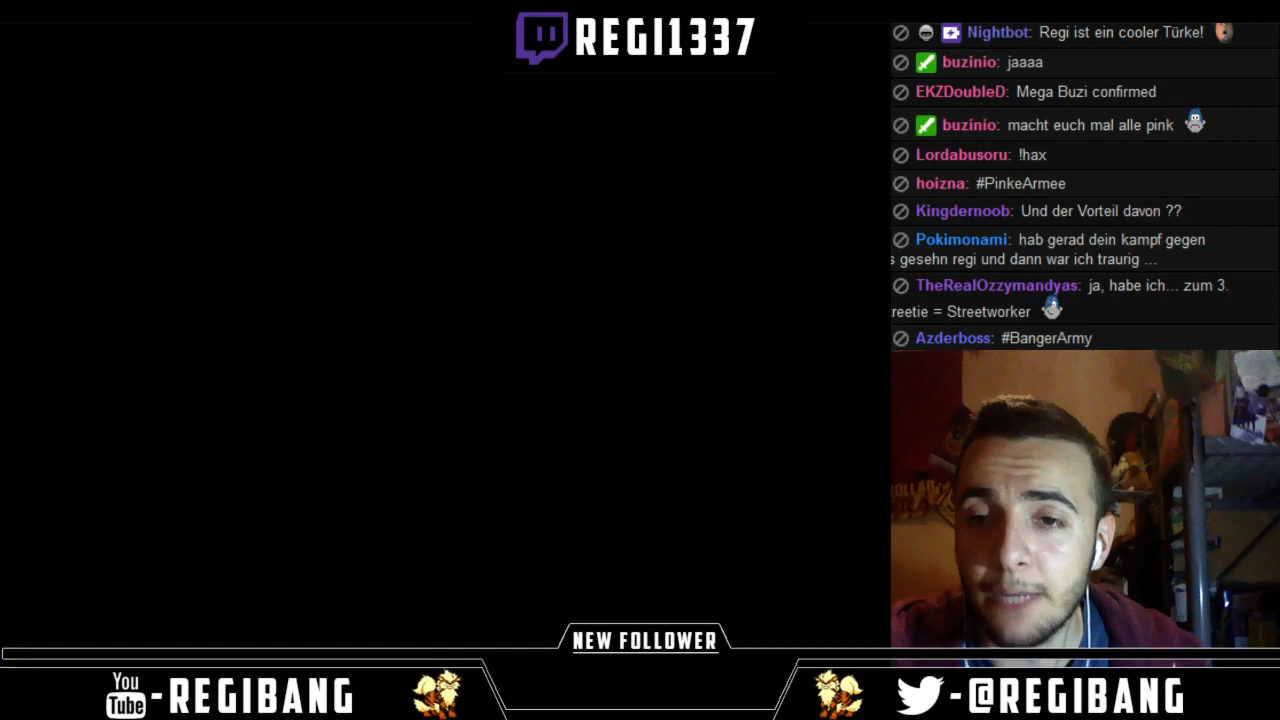 REGI1337
Nightbot: Regi ist ein cooler Türke!
buzinio: jaaaa
EKZDoubleD: Mega Buzi confirmed
buzinio: macht euch mal alle pink
Lordabusoru: !hax
hoizna: #PinkeArmee
Kingdernoob: Und der Vorteil davon ??
Pokimonami: hab gerad dein kampf gegen
s gesehn regi und dann war ich traurig ...
TheRealOzzymandyas: ja, habe ich... zum 3.
reetie = Streetworker
Azderboss: #BangerArmy
NEW FOLLOWER
You
Tube
-REGIBANG
-@REGIBANG